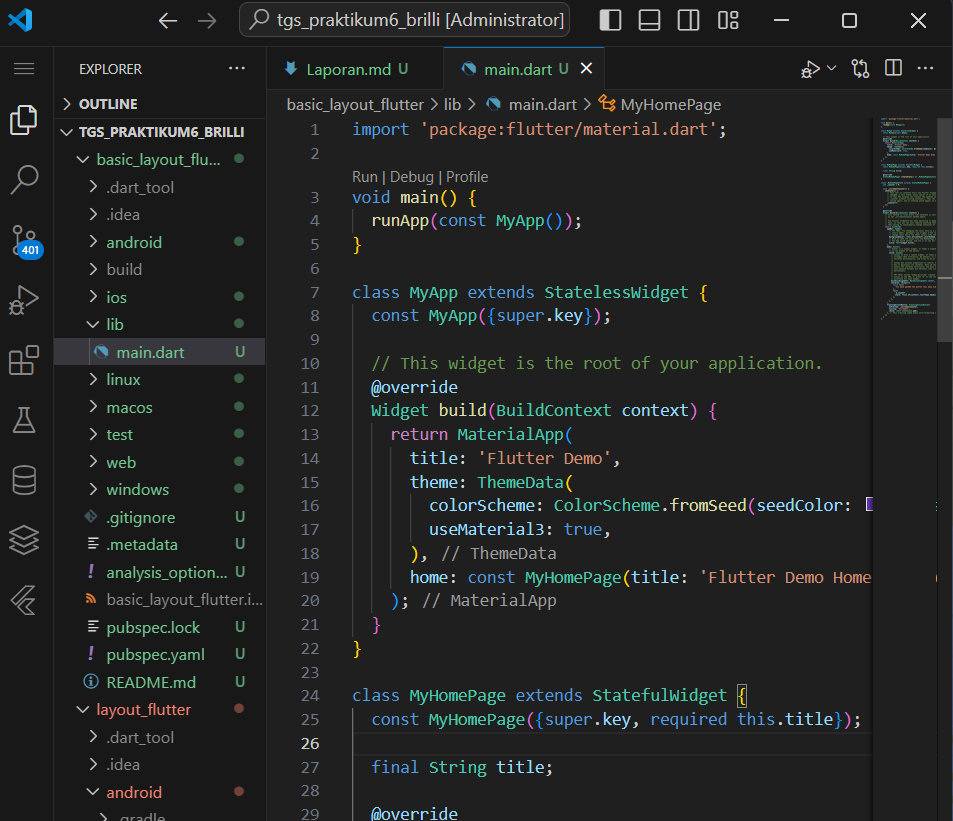 tgs_praktikum6_brilli [Administrator]
EXPLORER
OUTLINE
TGS_PRAKTIKUM6_BRILLI
basic_layout_flu...
.dart_tool
.idea
android
build
ios
lib
main.dart U
linux
macos
test
web
windows
.gitignore U
.metadata U
analysis_option... U
basic_layout_flutter.i...
pubspec.lock U
pubspec.yaml U
README.md U
layout_flutter
.dart_tool
.idea
android
.gradle
401
Laporan.md U
main.dart U
basic_layout_flutter > lib > main.dart > MyHomePage
1 import 'package:flutter/material.dart';
2
Run | Debug | Profile
3 void main() {
4 runApp(const MyApp());
5 }
6
7 class MyApp extends StatelessWidget {
8 const MyApp({super.key});
9
10 // This widget is the root of your application.
11 @override
12 Widget build(BuildContext context) {
13 return MaterialApp(
14 title: 'Flutter Demo',
15 theme: ThemeData(
16 colorScheme: ColorScheme.fromSeed(seedColor:
17 useMaterial3: true,
18 ), // ThemeData
19 home: const MyHomePage(title: 'Flutter Demo Home
20 ); // MaterialApp
21 }
22 }
23
24 class MyHomePage extends StatefulWidget {
25 const MyHomePage({super.key, required this.title});
26
27 final String title;
28
29 @override